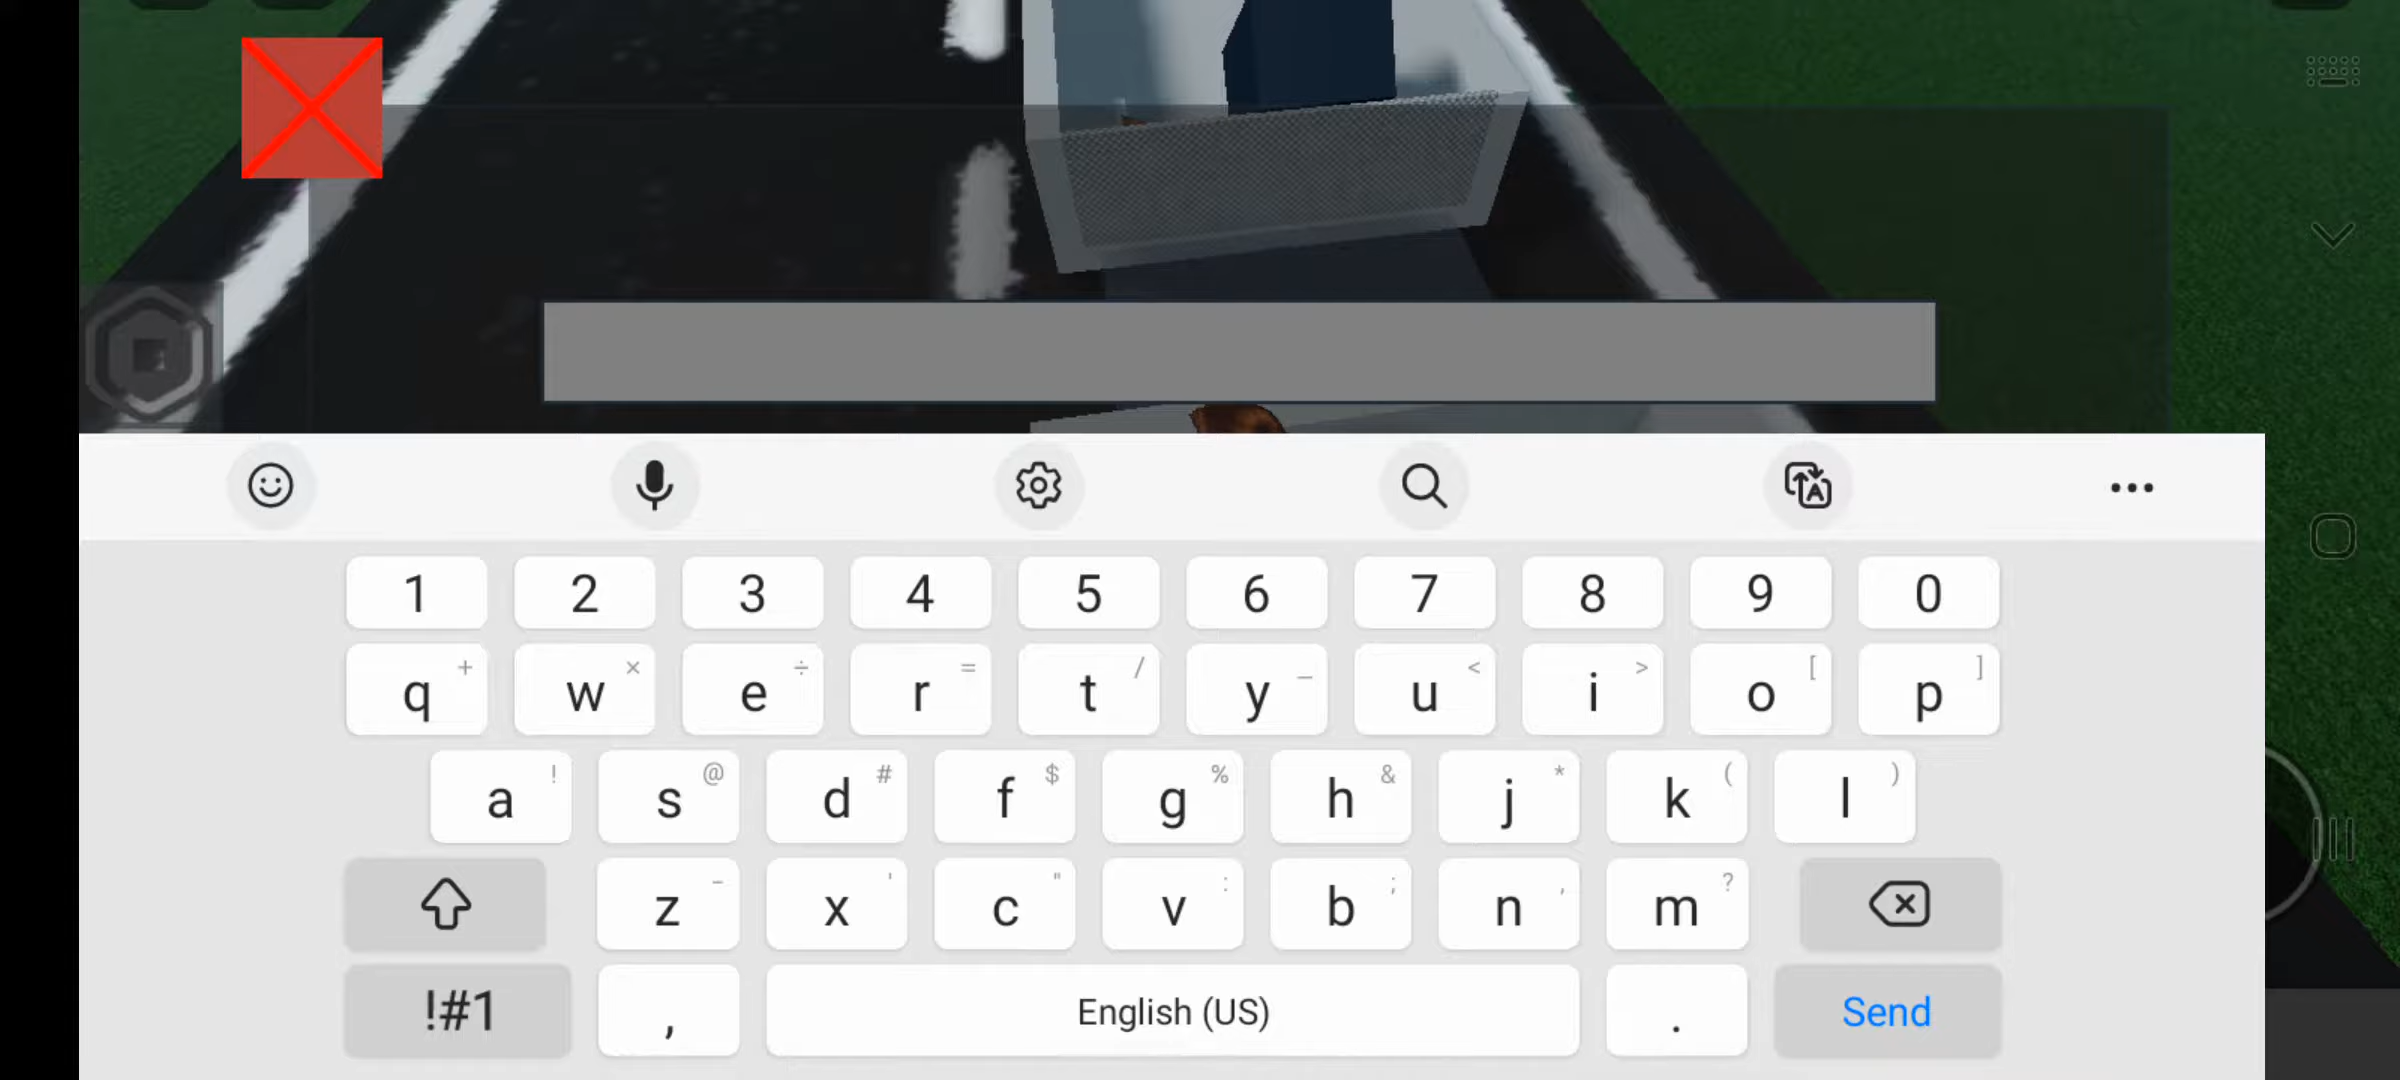 1 2 3 4 5 6 7 8 9 0
q + w × e ÷ r = t / y _ u < i > o [ p ]
a ! s @ d # f $ g % h & j * k ( l )
z - x ' c " v : b ; n , m ?
!#1 , English (US) . Send